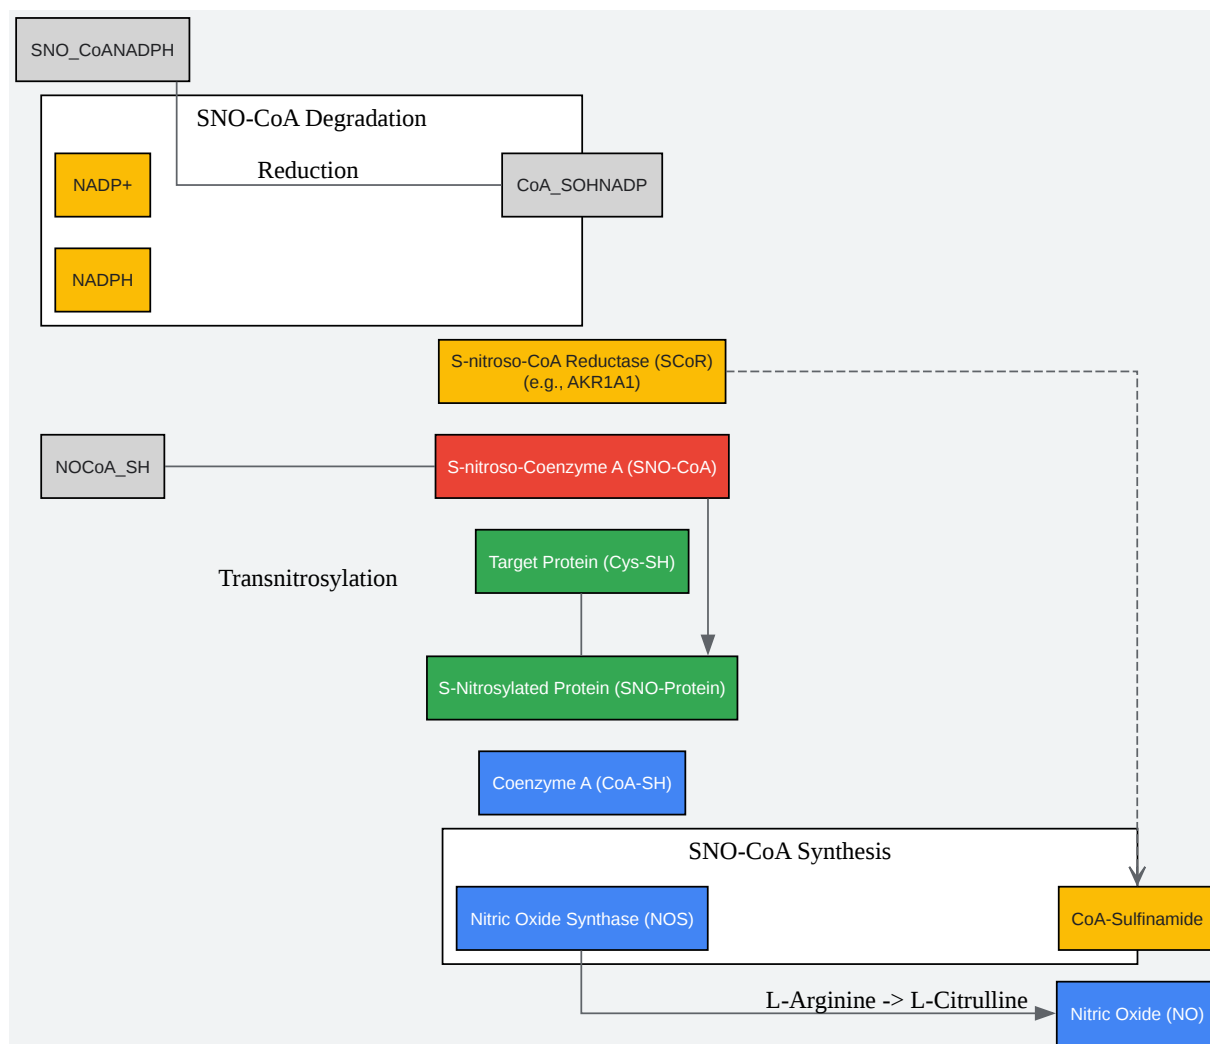 SNO_CoANADPH
SNO-CoA Degradation
Reduction
NADP+
CoA_SOHNADP
NADPH
S-nitroso-CoA Reductase (SCoR)
(e.g., AKR1A1)
NOCoA_SH
S-nitroso-Coenzyme A (SNO-CoA)
Target Protein (Cys-SH)
Transnitrosylation
S-Nitrosylated Protein (SNO-Protein)
Coenzyme A (CoA-SH)
SNO-CoA Synthesis
Nitric Oxide Synthase (NOS)
CoA-Sulfinamide
L-Arginine -> L-Citrulline
Nitric Oxide (NO)